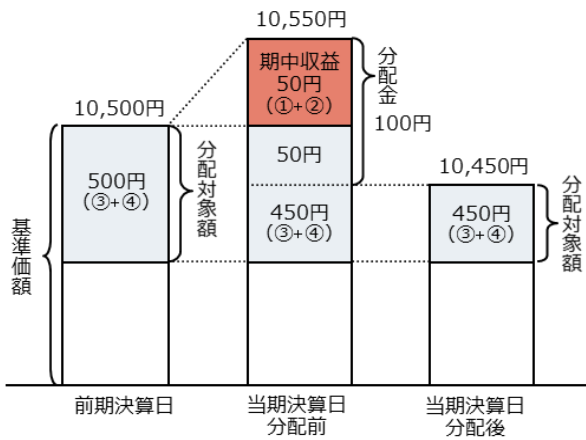 10,550円
期中収益
50円
(①+②)
分配金
100円
10,500円
500円
(③+④)
分配対象額
50円
450円
(③+④)
10,450円
450円
(③+④)
分配対象額
基準価額
前期決算日
当期決算日
分配前
当期決算日
分配後